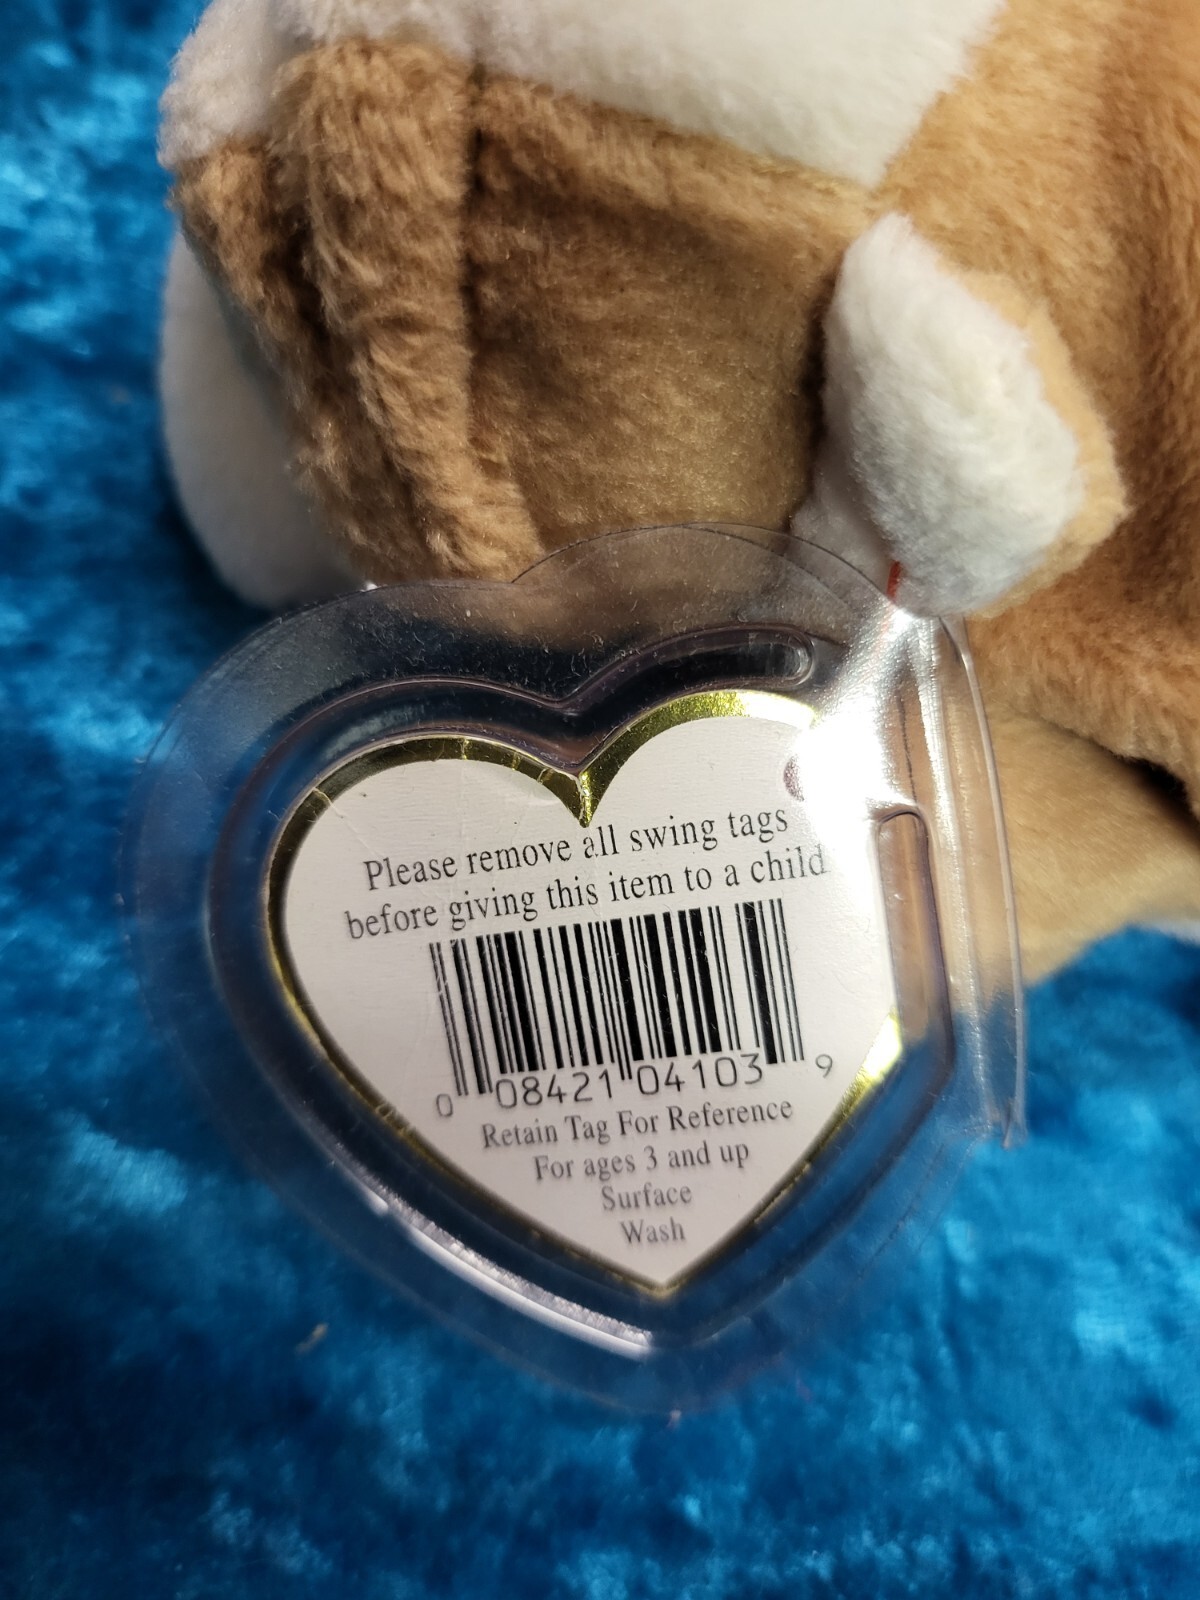 Please remove all swing tags
before giving this item to a child
0 08421 04103 9
Retain Tag For Reference
For ages 3 and up
Surface
Wash